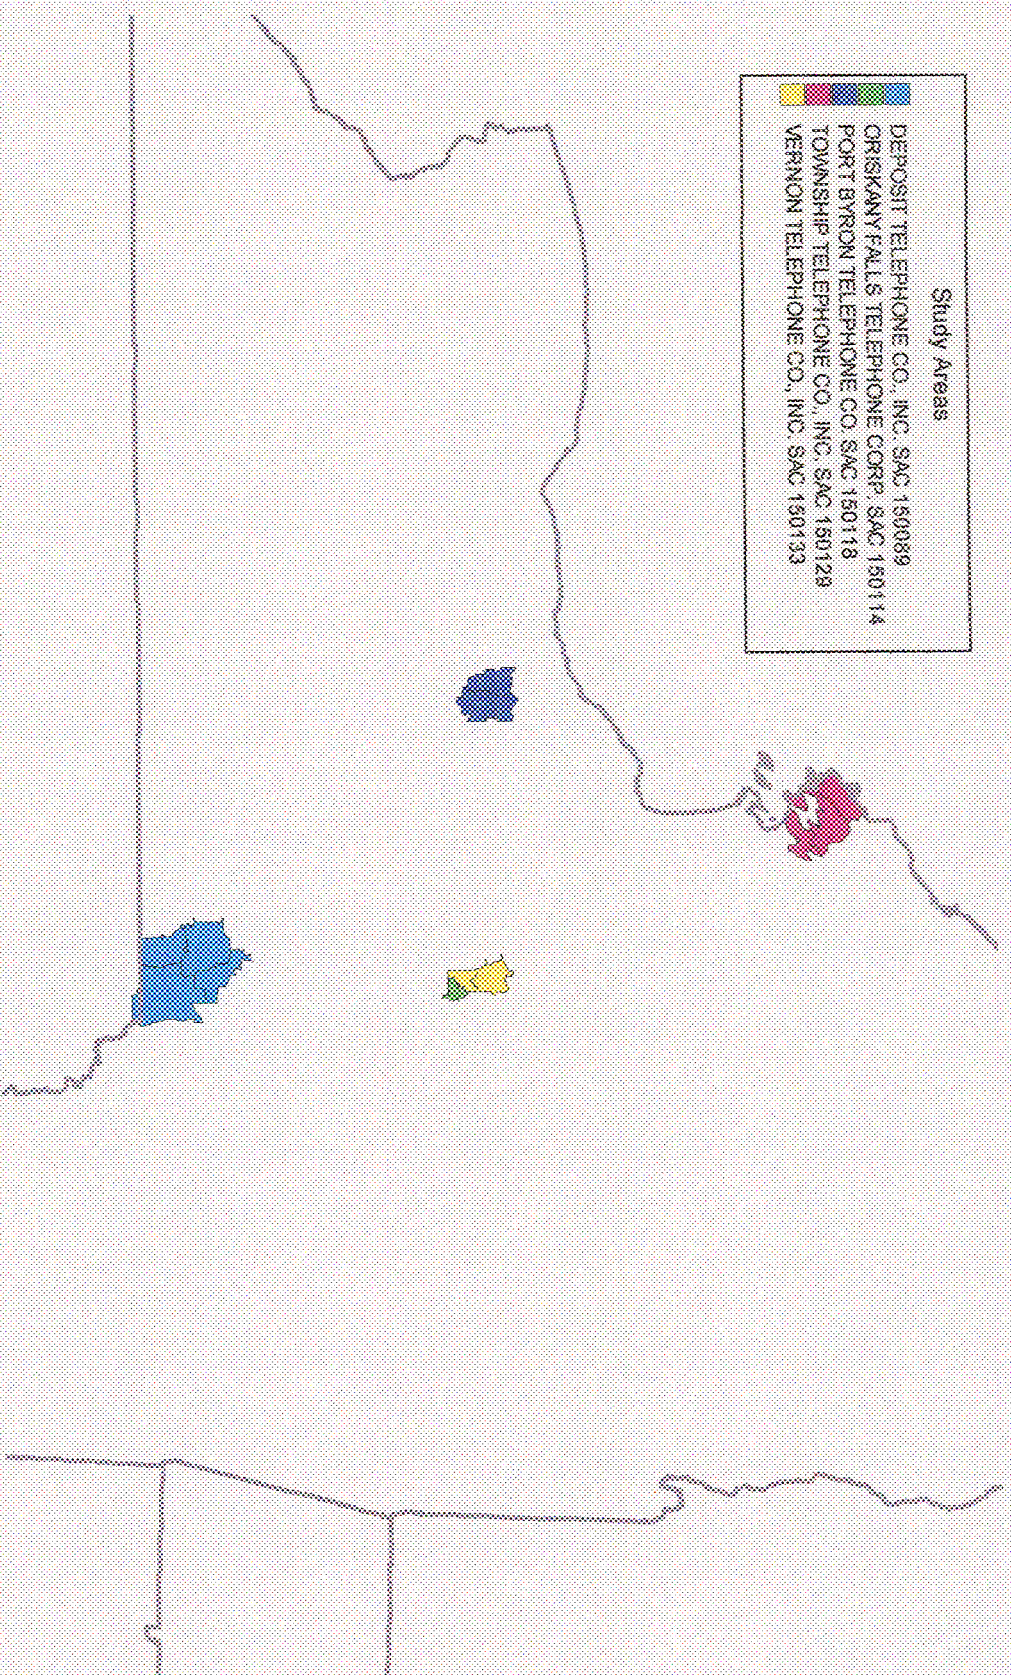 Study Areas
DEPOSIT TELEPHONE CO., INC. SAC 150089
ORISKANY FALLS TELEPHONE CORP. SAC 150114
PORT BYRON TELEPHONE CO. SAC 150118
TOWNSHIP TELEPHONE CO., INC. SAC 150129
VERNON TELEPHONE CO., INC. SAC 150133